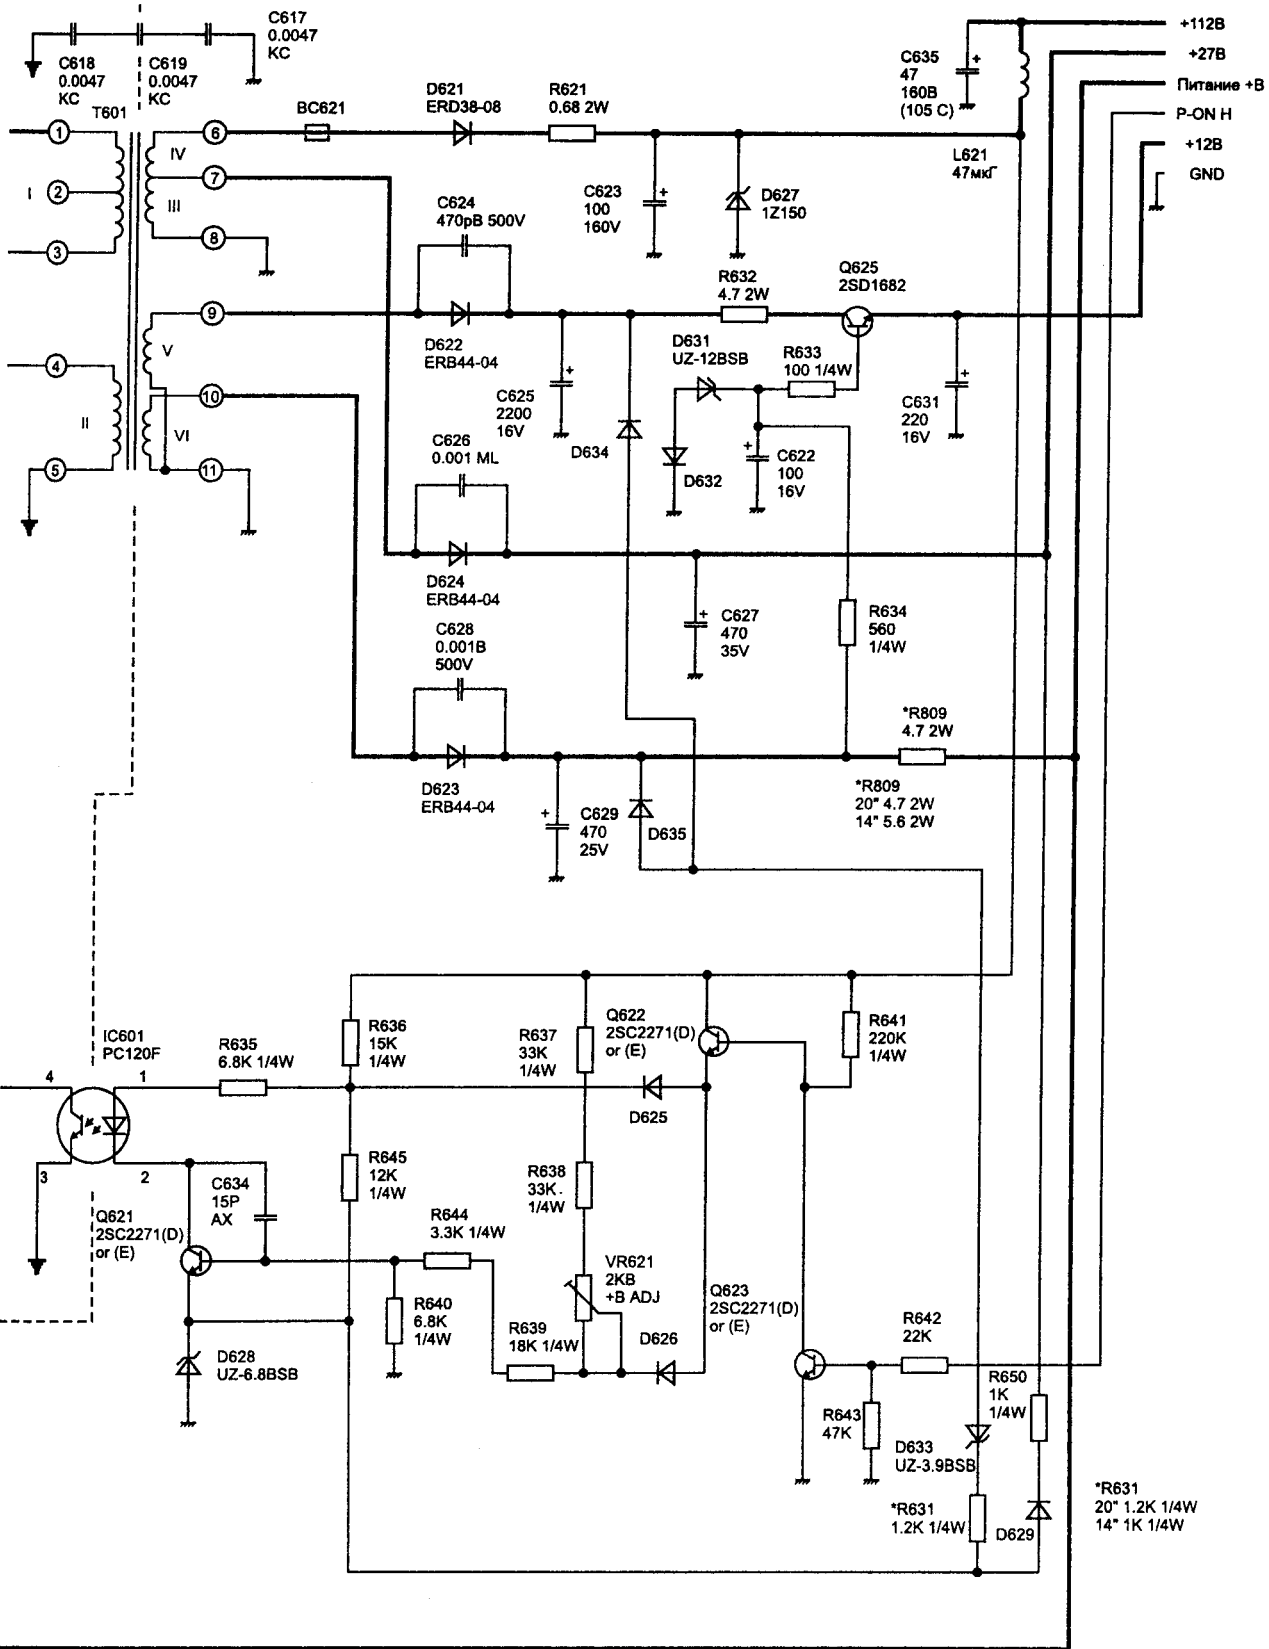 C617
0.0047
KC
C618
0.0047
KC
C619
0.0047
KC
T601
1
2
3
4
5
I
II
6
7
8
9
10
11
IV
III
V
VI
BC621
D621
ERD38-08
R621
0.68 2W
C635
47
160В
(105 C)
+112В
+27В
Питание +В
P-ON H
+12В
GND
L621
47мкГ
C623
100
160V
D627
1Z150
C624
470pB 500V
D622
ERB44-04
C625
2200
16V
R632
4.7 2W
Q625
2SD1682
D631
UZ-12BSB
R633
100 1/4W
C631
220
16V
D634
D632
C622
100
16V
C626
0.001 ML
D624
ERB44-04
C627
470
35V
R634
560
1/4W
C628
0.001B
500V
D623
ERB44-04
C629
470
25V
D635
*R809
4.7 2W
*R809
20" 4.7 2W
14" 5.6 2W
IC601
PC120F
4
1
3
2
R635
6.8K 1/4W
R636
15K
1/4W
R637
33K
1/4W
Q622
2SC2271(D)
or (E)
R641
220K
1/4W
D625
R645
12K
1/4W
R638
33K.
1/4W
C634
15P
AX
Q621
2SC2271(D)
or (E)
R644
3.3K 1/4W
VR621
2KB
+B ADJ
R640
6.8K
1/4W
R639
18K 1/4W
D626
Q623
2SC2271(D)
or (E)
R642
22K
D628
UZ-6.8BSB
R643
47K
R650
1K
1/4W
D633
UZ-3.9BSB
*R631
1.2K 1/4W
D629
*R631
20" 1.2K 1/4W
14" 1K 1/4W